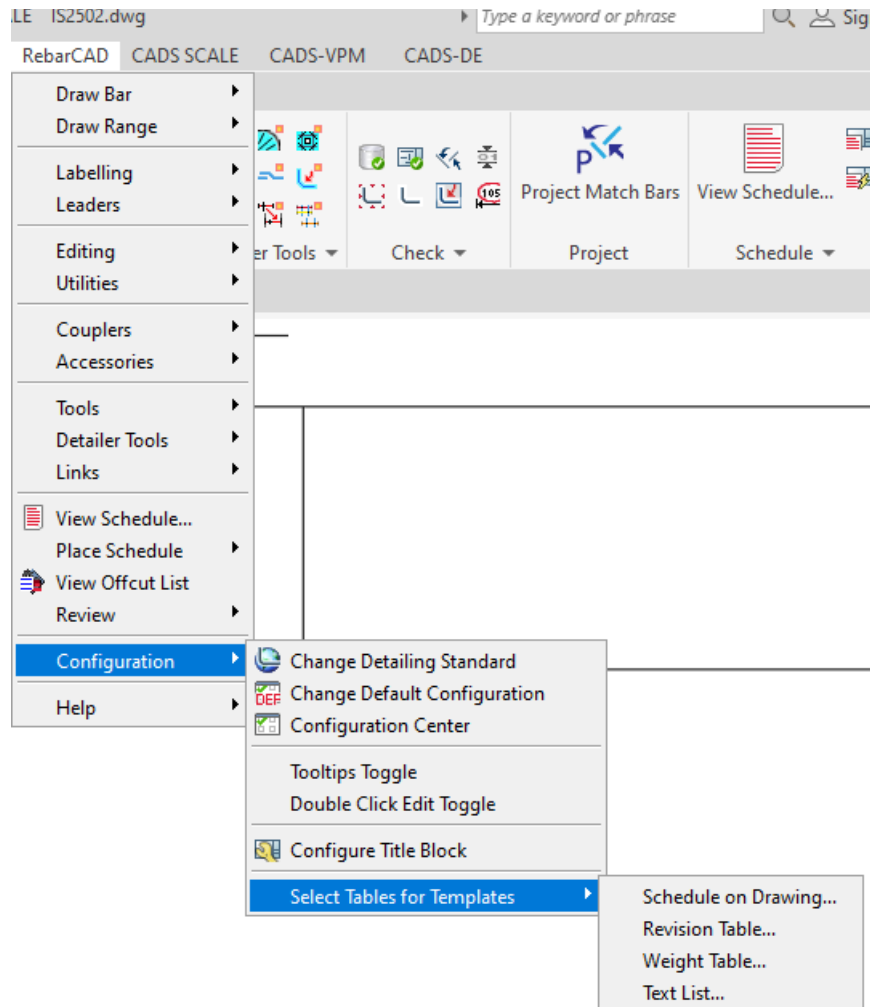 LE IS2502.dwg
Type a keyword or phrase
Sig
RebarCAD CADS SCALE CADS-VPM CADS-DE
Draw Bar
Draw Range
Labelling
Leaders
Editing
Utilities
Couplers
Accessories
Tools
Detailer Tools
Links
View Schedule...
Place Schedule
View Offcut List
Review
Configuration
Help
105
P
Project Match Bars
View Schedule...
er Tools
Check
Project
Schedule
DEF
Change Detailing Standard
Change Default Configuration
Configuration Center
Tooltips Toggle
Double Click Edit Toggle
Configure Title Block
Select Tables for Templates
Schedule on Drawing...
Revision Table...
Weight Table...
Text List...